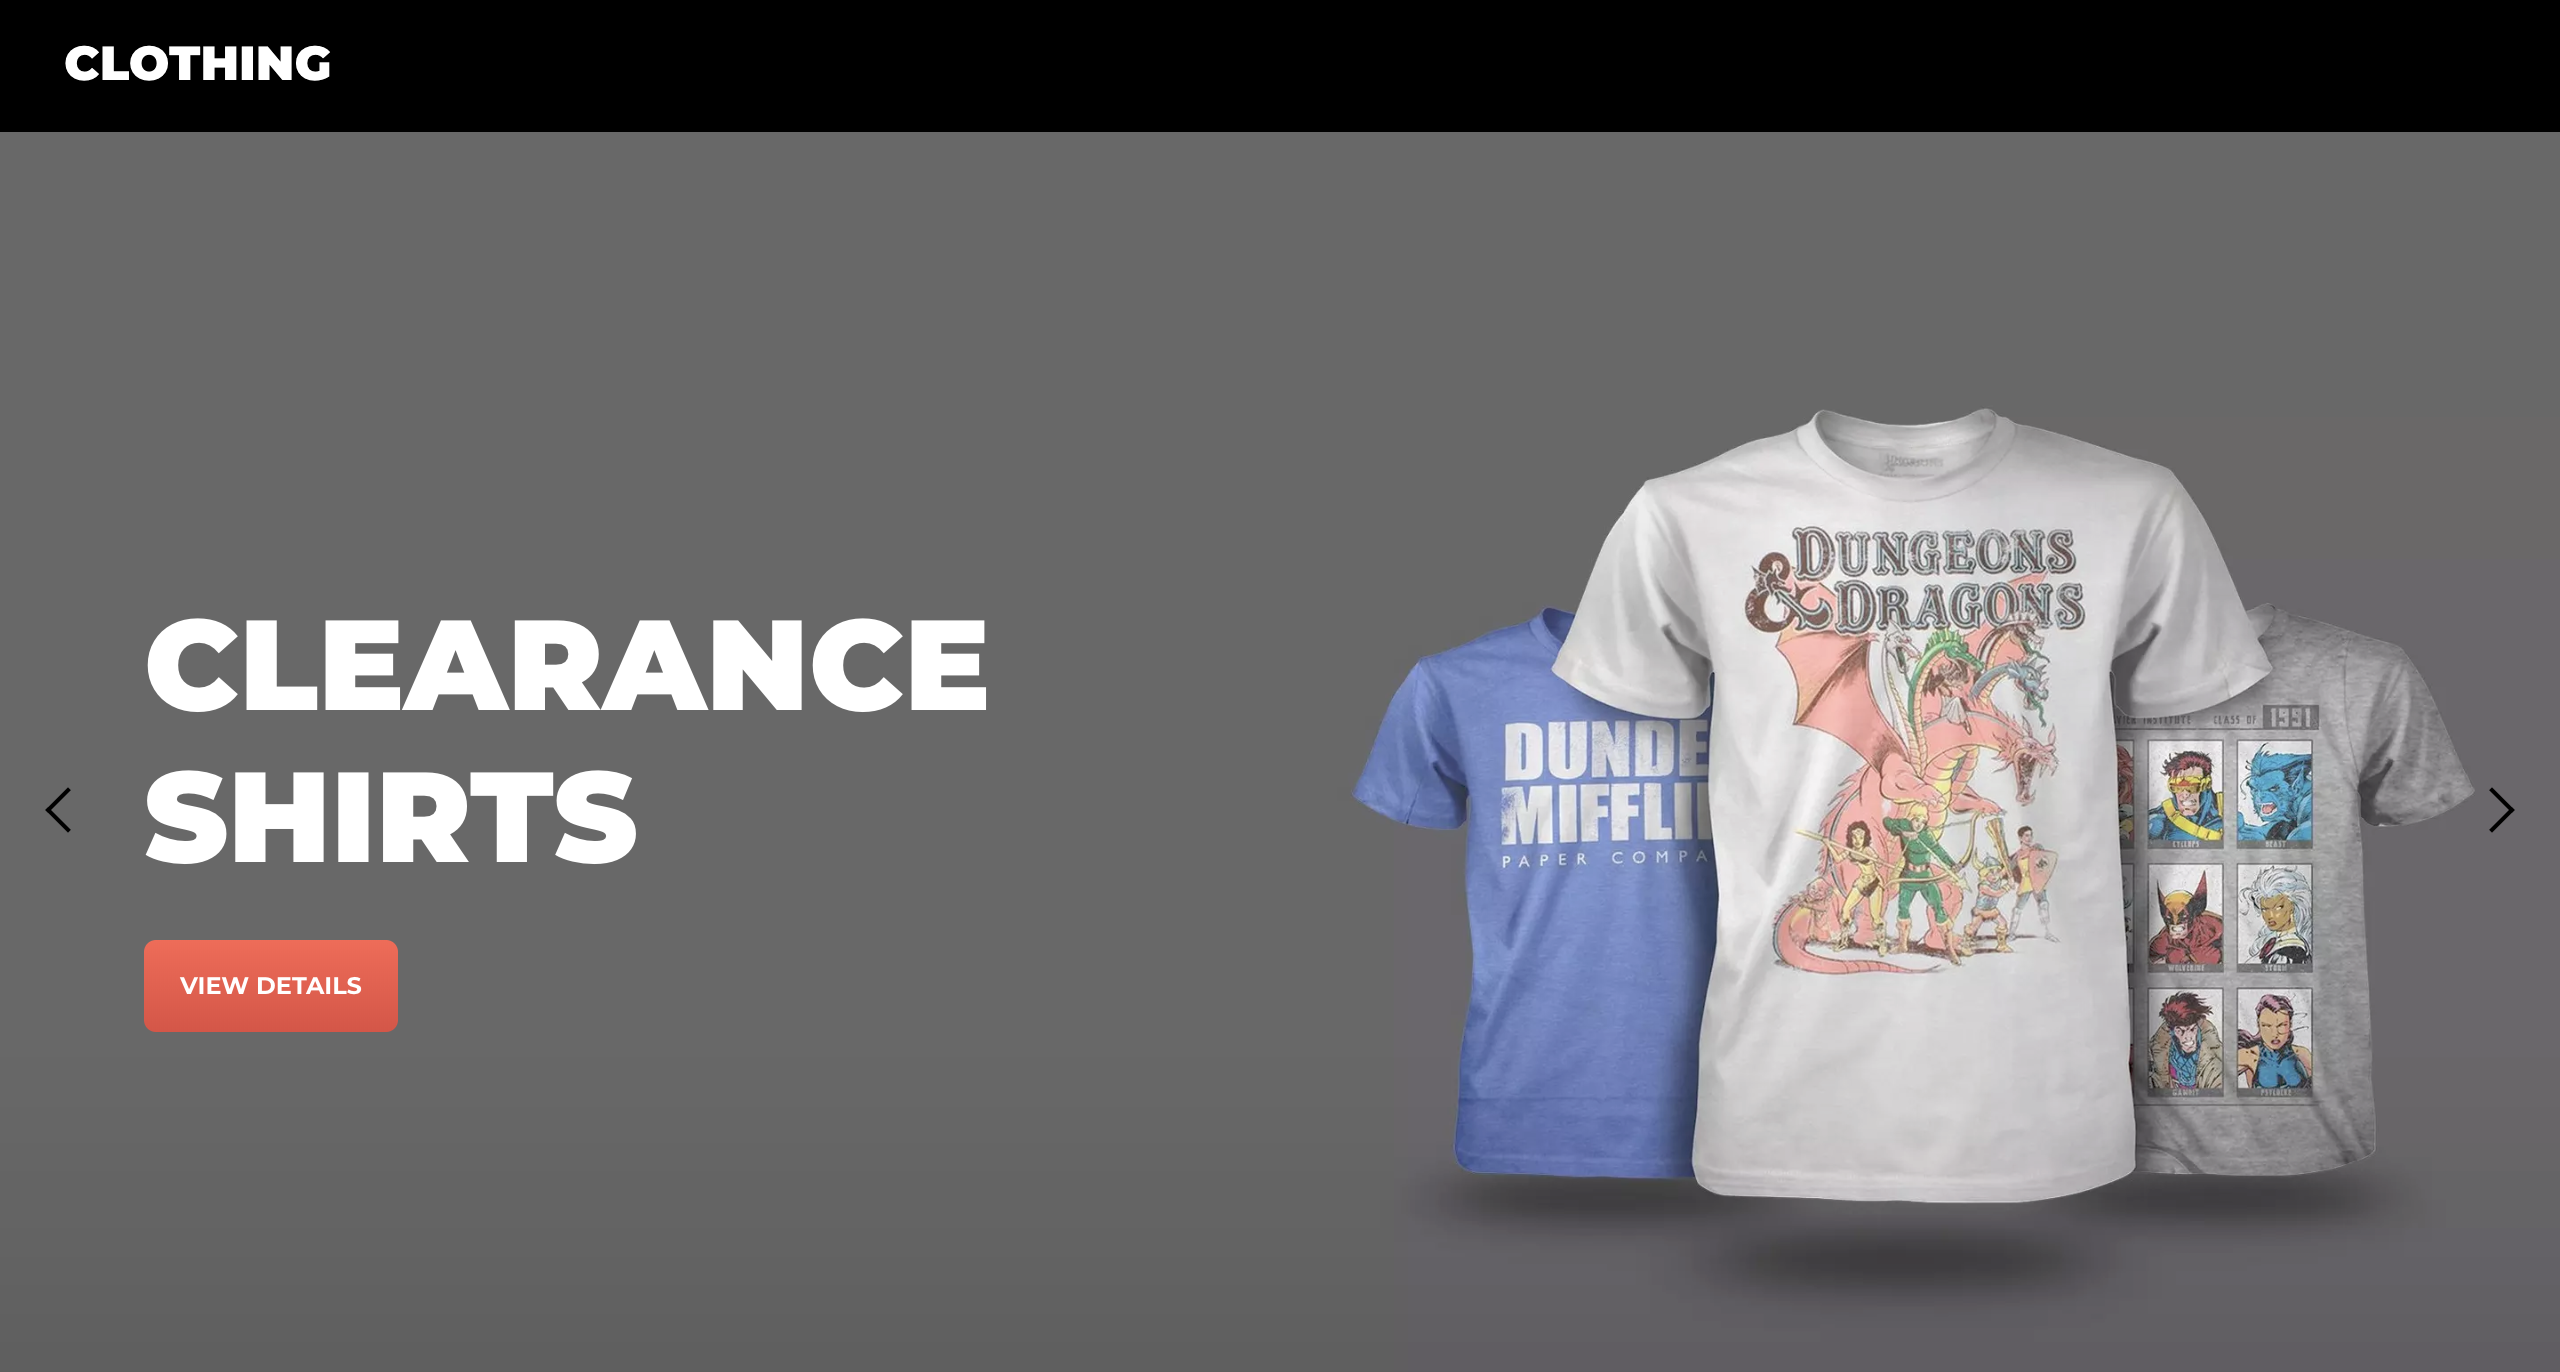 CLOTHING
CLEARANCE
SHIRTS
VIEW DETAILS
DUNGEONS
& DRAGONS
DUNDE
MIFFLI
PAPER COMPA
INSTITUTE CLASS OF 1991
CYCLOPS BEAST
WOLVERINE STORM
GAMBIT PSYLOCKE